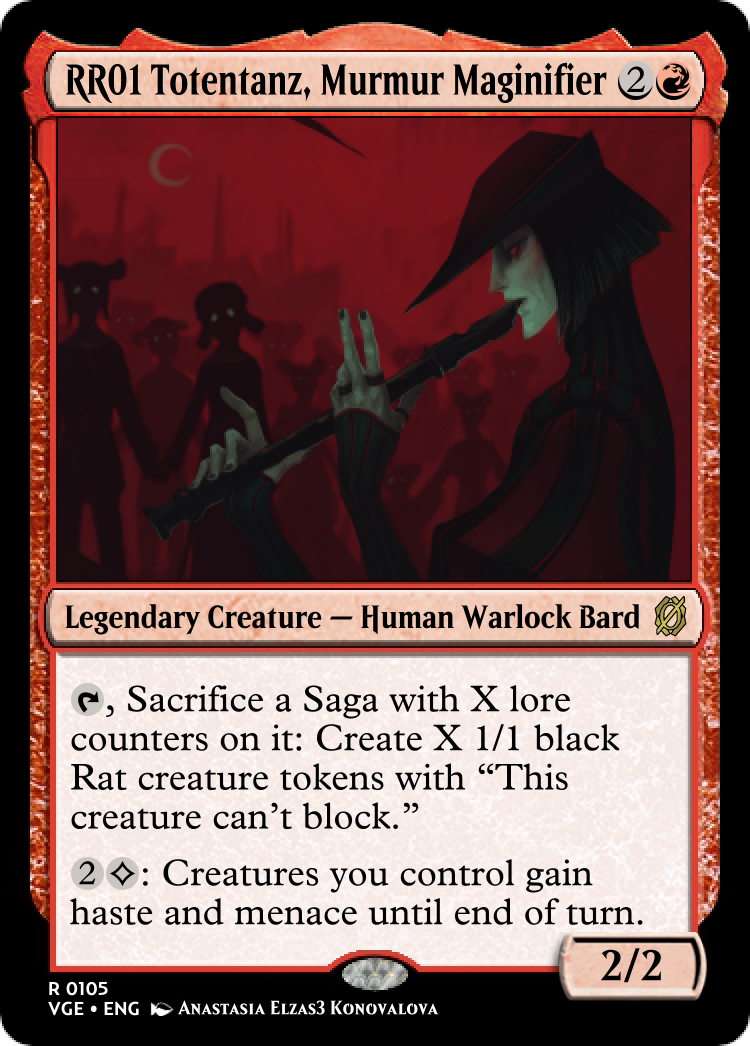 RR01 Totentanz, Murmur Maginifier 2
Legendary Creature — Human Warlock Bard
, Sacrifice a Saga with X lore
counters on it: Create X 1/1 black
Rat creature tokens with “This
creature can’t block.”
2 : Creatures you control gain
haste and menace until end of turn.
2/2
R 0105
VGE • ENG Anastasia Elzas3 Konovalova